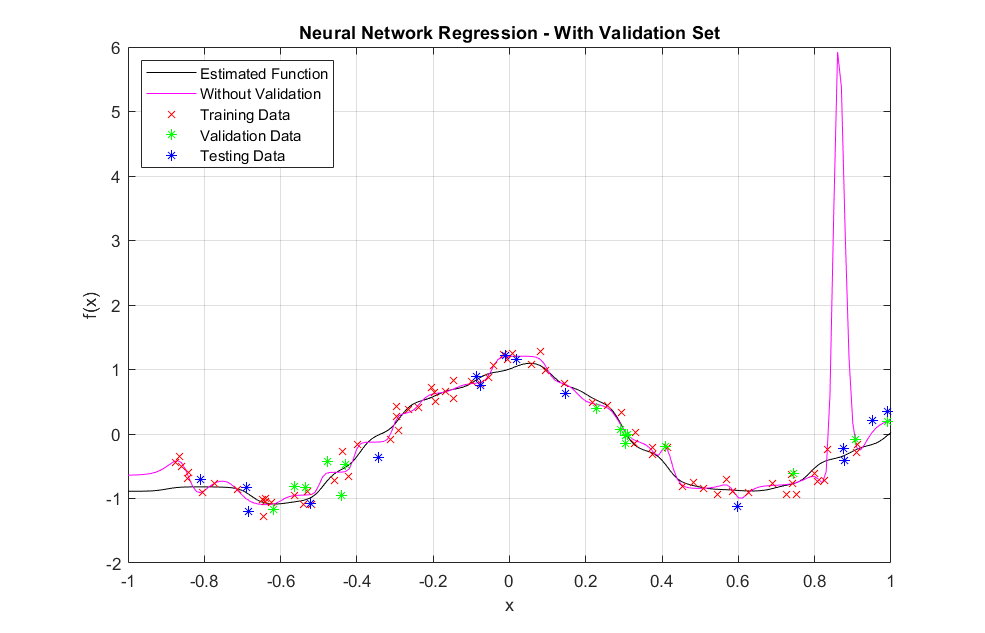 Neural Network Regression - With Validation Set
Estimated Function
Without Validation
Training Data
Validation Data
Testing Data
f(x)
6
5
4
3
2
1
0
-1
-2
-1 -0.8 -0.6 -0.4 -0.2 0 0.2 0.4 0.6 0.8 1
x